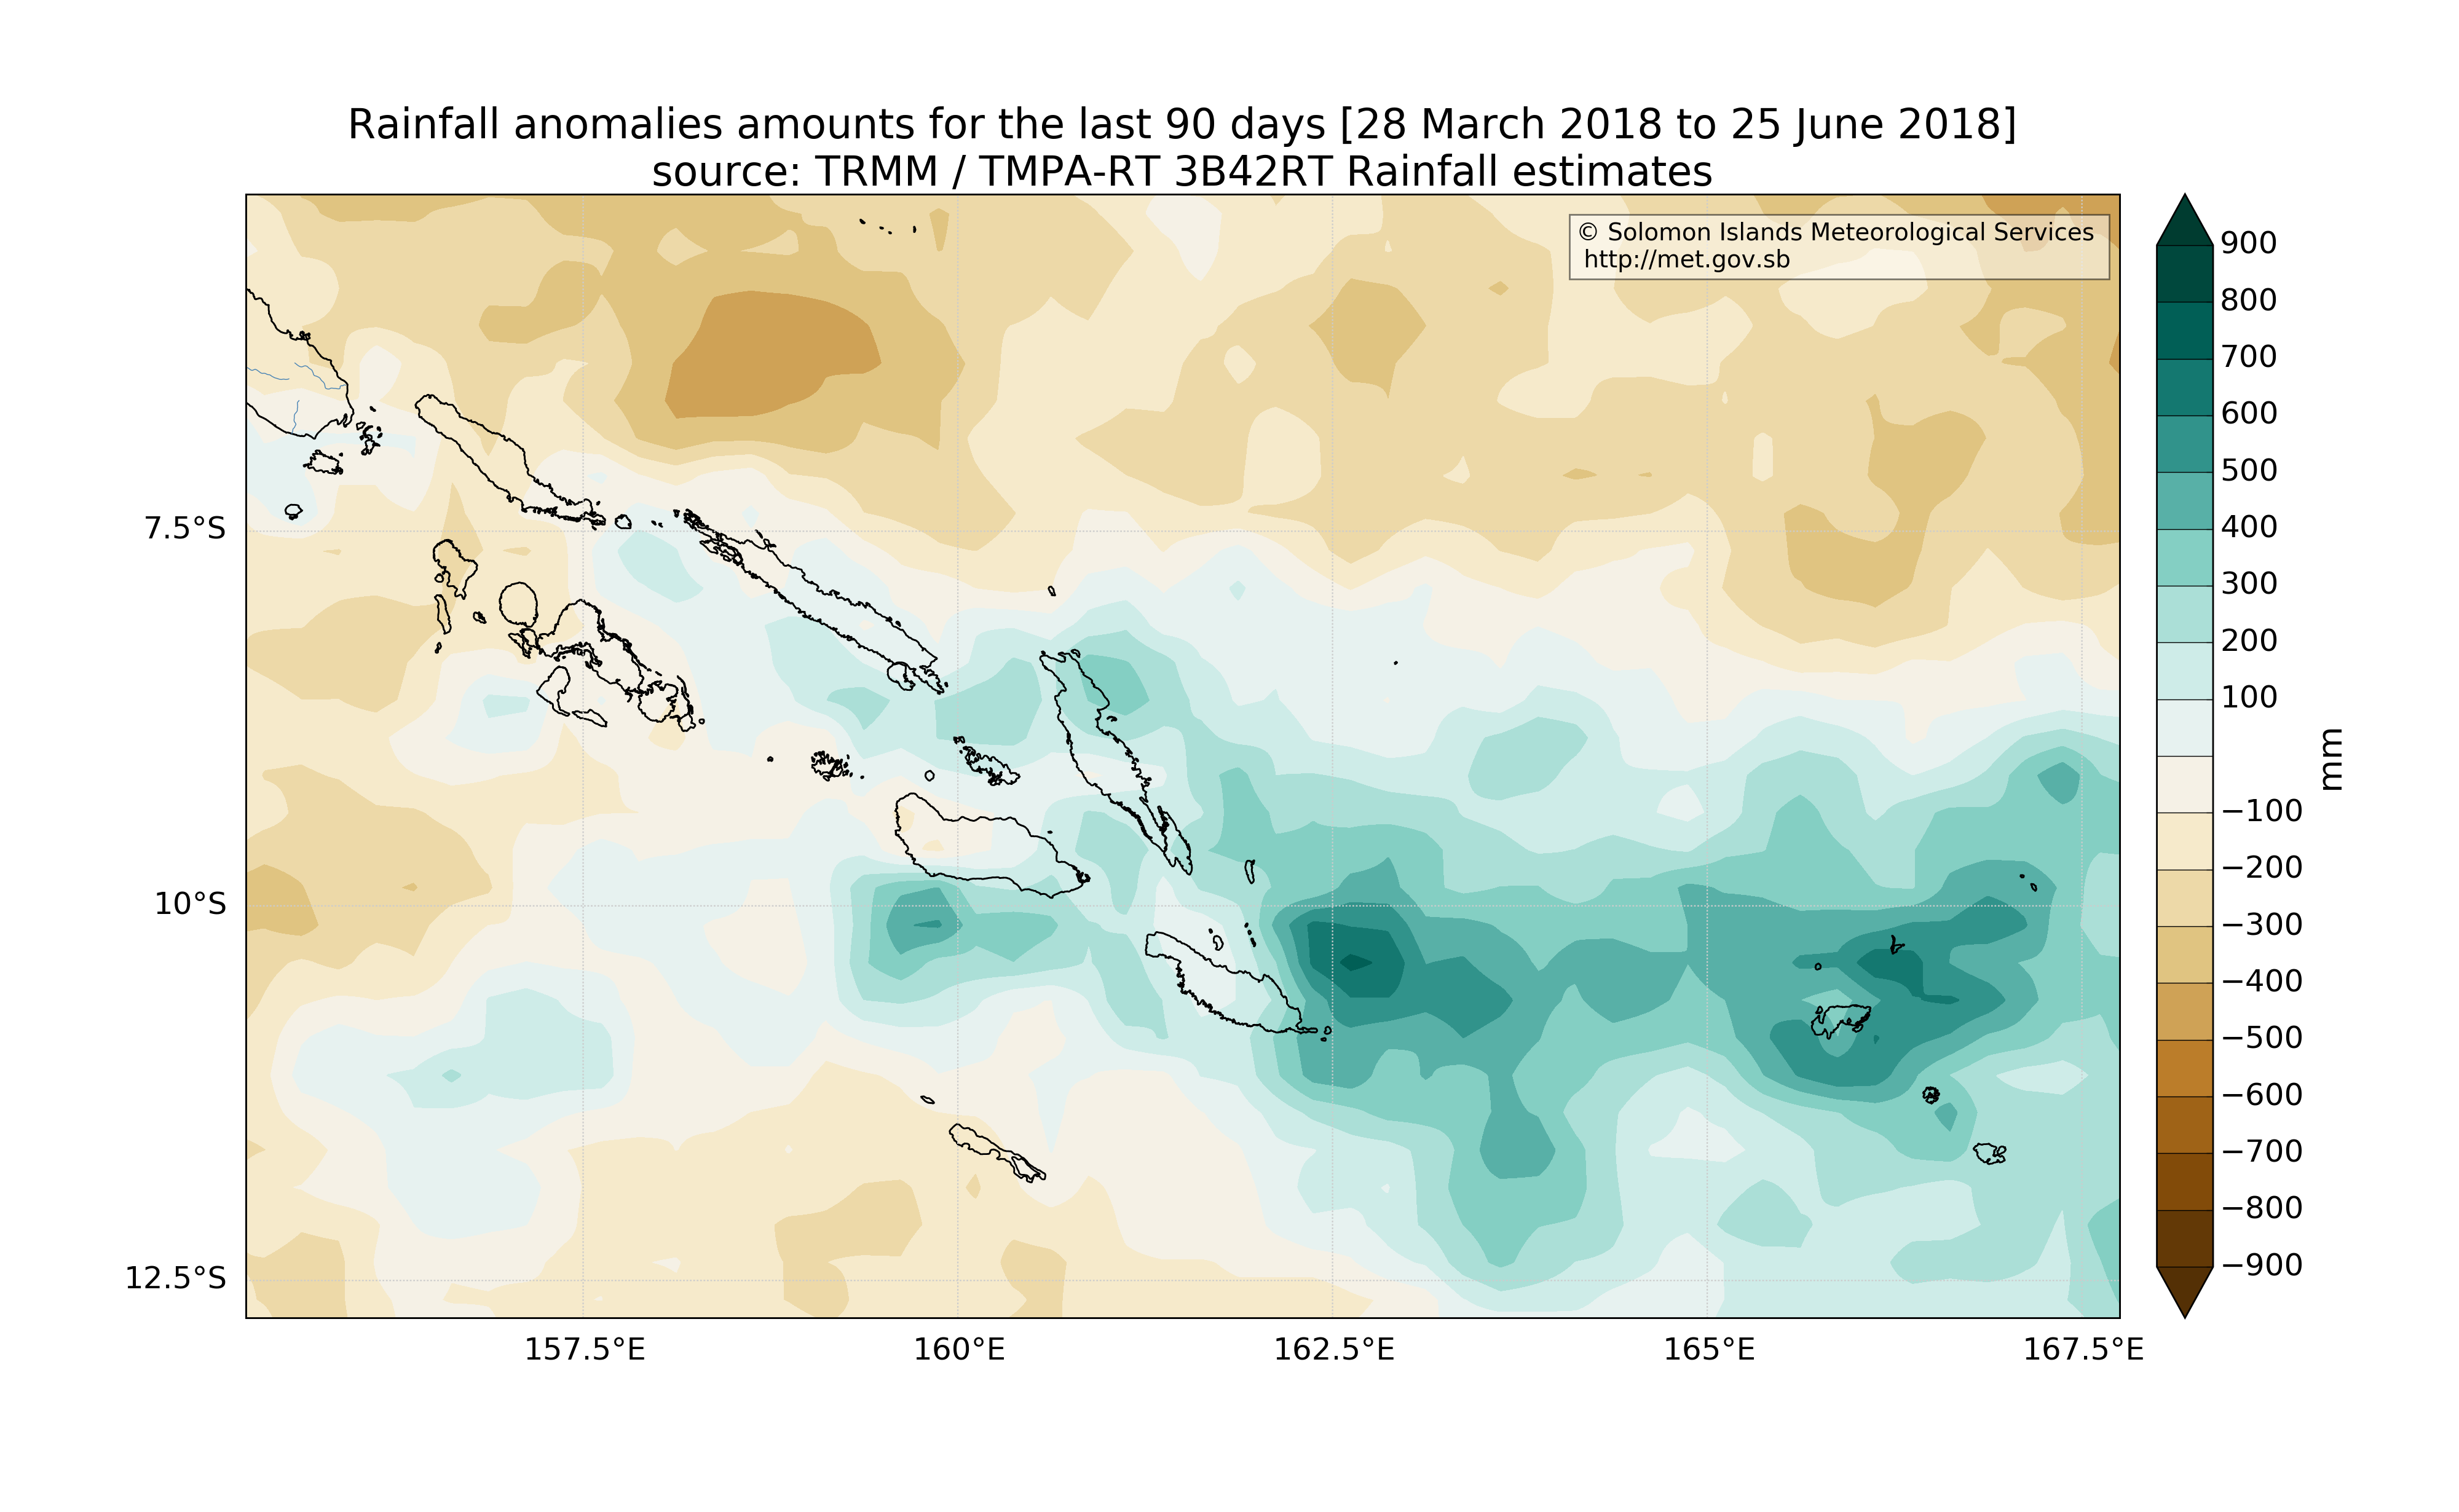 Rainfall anomalies amounts for the last 90 days [28 March 2018 to 25 June 2018]
source: TRMM / TMPA-RT 3B42RT Rainfall estimates
© Solomon Islands Meteorological Services
http://met.gov.sb
7.5°S
10°S
12.5°S
157.5°E
160°E
162.5°E
165°E
167.5°E
900
800
700
600
500
400
300
200
100
−100
−200
−300
−400
−500
−600
−700
−800
−900
mm